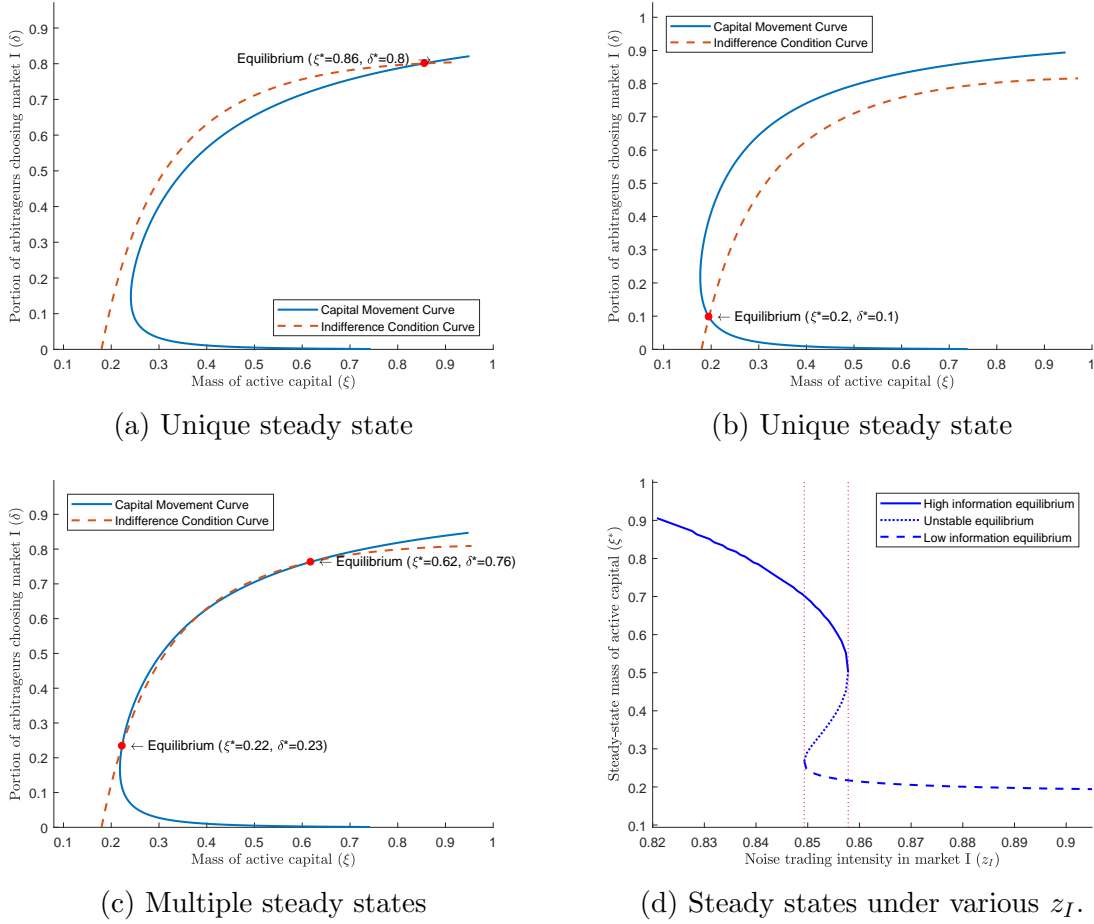 Portion of arbitrageurs choosing market I (δ)
0.9
0.8
0.7
0.6
0.5
0.4
0.3
0.2
0.1
0
Equilibrium (ξ*=0.86, δ*=0.8) →
Capital Movement Curve
Indifference Condition Curve
0.1 0.2 0.3 0.4 0.5 0.6 0.7 0.8 0.9 1
Mass of active capital (ξ)
(a) Unique steady state
Portion of arbitrageurs choosing market I (δ)
1
0.9
0.8
0.7
0.6
0.5
0.4
0.3
0.2
0.1
0
Capital Movement Curve
Indifference Condition Curve
← Equilibrium (ξ*=0.2, δ*=0.1)
0.1 0.2 0.3 0.4 0.5 0.6 0.7 0.8 0.9 1
Mass of active capital (ξ)
(b) Unique steady state
Portion of arbitrageurs choosing market I (δ)
0.9
0.8
0.7
0.6
0.5
0.4
0.3
0.2
0.1
0
Capital Movement Curve
Indifference Condition Curve
← Equilibrium (ξ*=0.62, δ*=0.76)
← Equilibrium (ξ*=0.22, δ*=0.23)
0.1 0.2 0.3 0.4 0.5 0.6 0.7 0.8 0.9 1
Mass of active capital (ξ)
(c) Multiple steady states
Steady-state mass of active capital (ξ*)
1
0.9
0.8
0.7
0.6
0.5
0.4
0.3
0.2
0.1
High information equilibrium
Unstable equilibrium
Low information equilibrium
0.82 0.83 0.84 0.85 0.86 0.87 0.88 0.89 0.9
Noise trading intensity in market I (z_I)
(d) Steady states under various z_I.